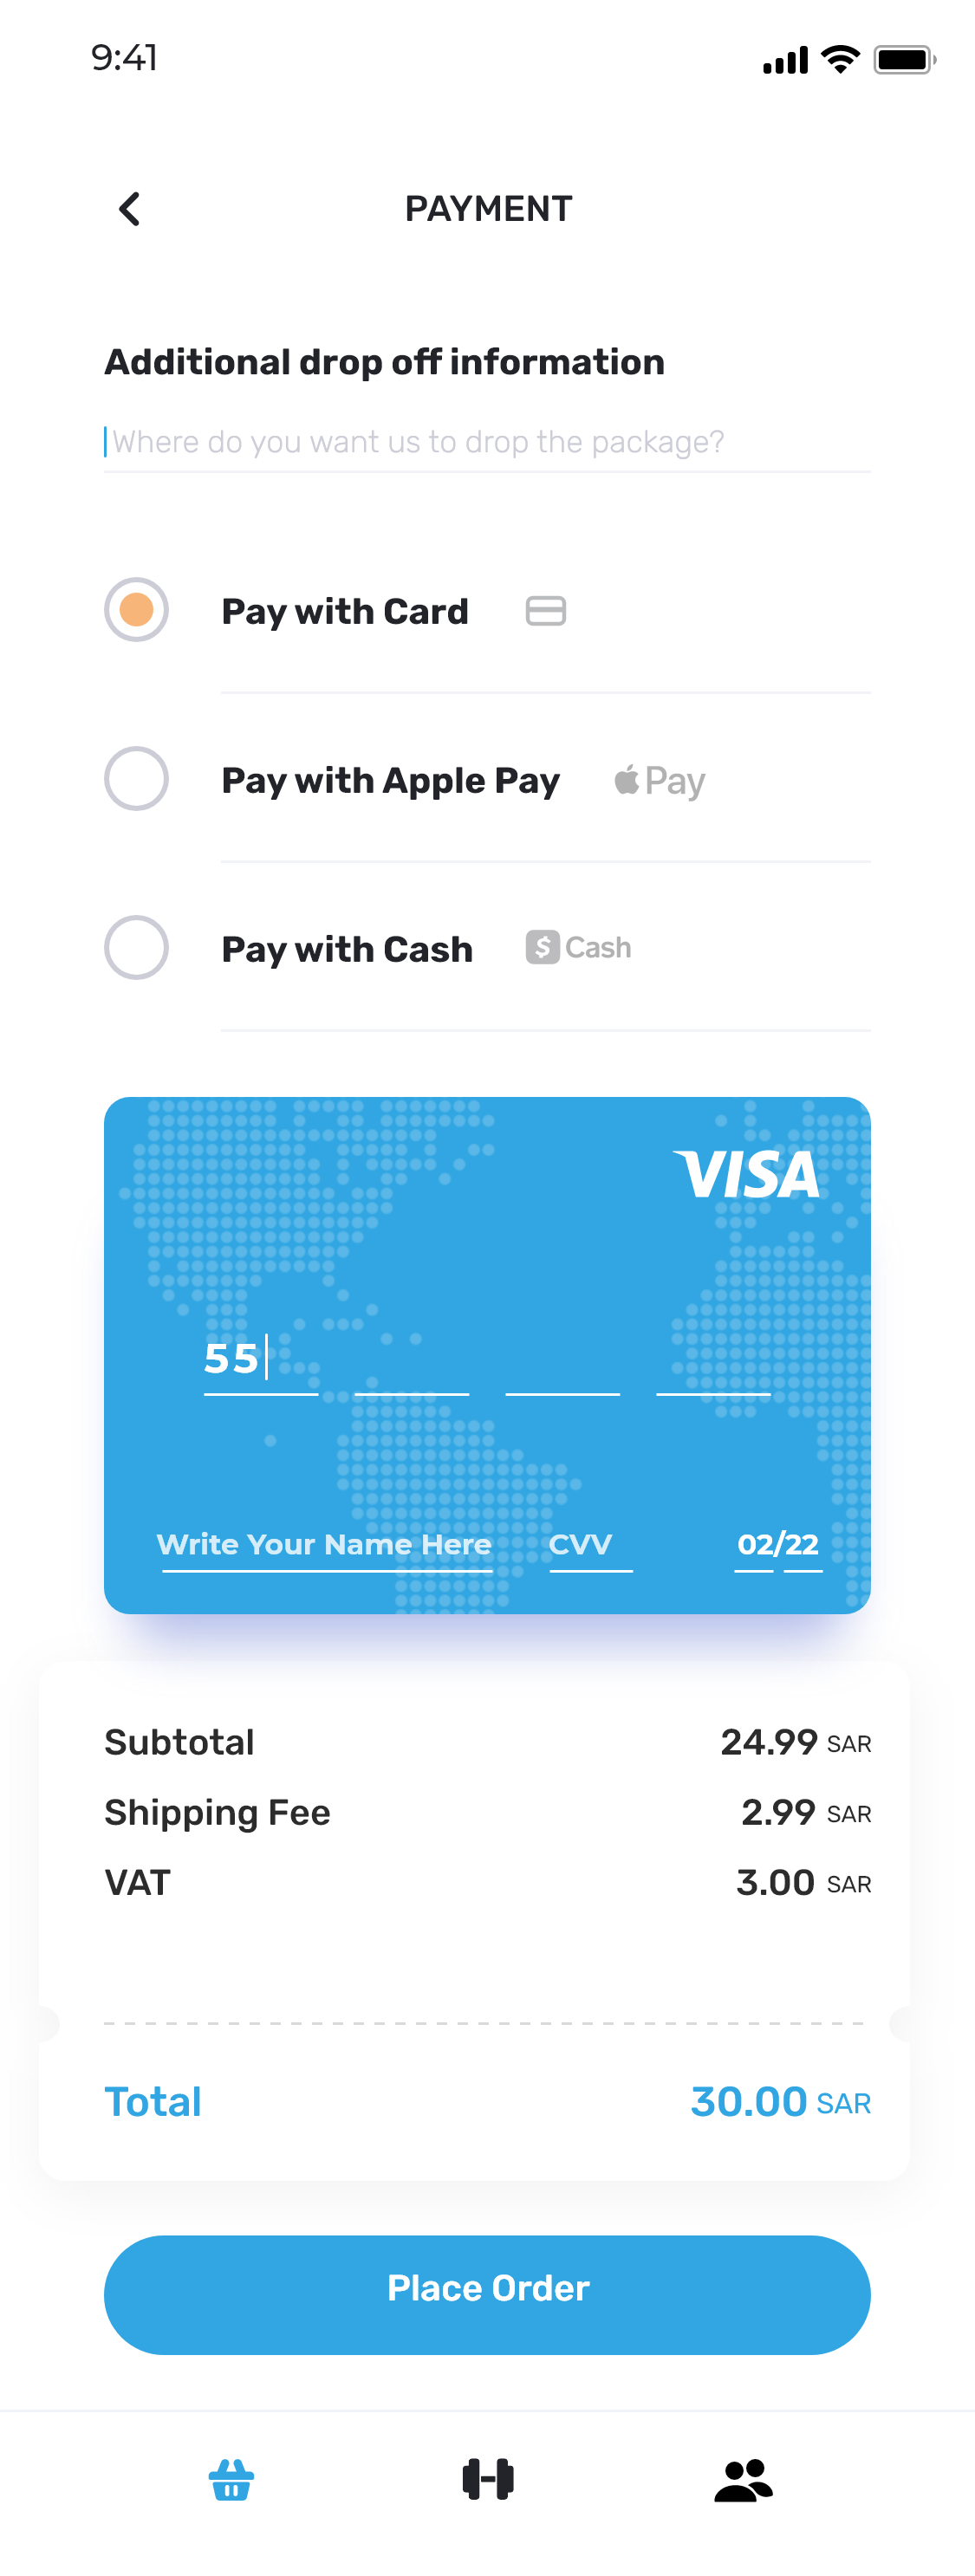 9:41
PAYMENT
Additional drop off information
Where do you want us to drop the package?
Pay with Card
Pay with Apple Pay Pay
Pay with Cash $ Cash
VISA
55
Write Your Name Here CVV 02/22
Subtotal 24.99 SAR
Shipping Fee 2.99 SAR
VAT 3.00 SAR
Total 30.00 SAR
Place Order